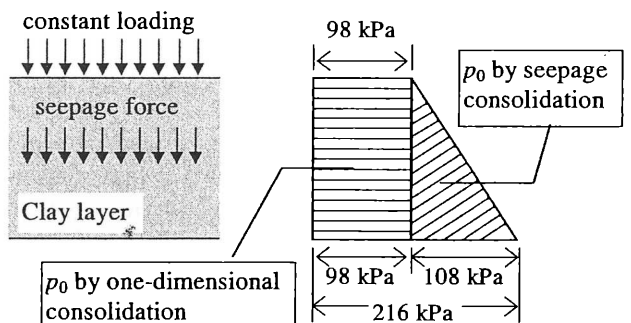 constant loading
seepage force
Clay layer
98 kPa
p₀ by seepage
consolidation
p₀ by one-dimensional
consolidation
98 kPa
108 kPa
216 kPa